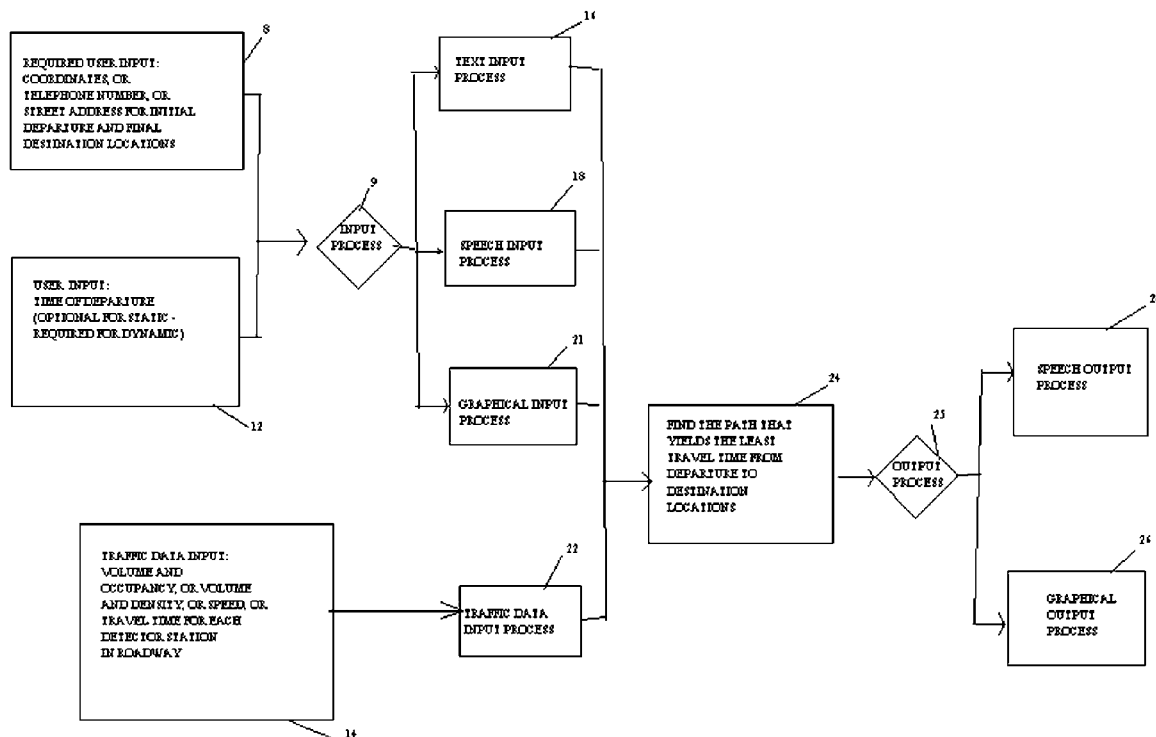 8
REQUIRED USER INPUT:
COORDINATES, OR
TELEPHONE NUMBER, OR
STREET ADDRESS FOR INITIAL
DEPARTURE AND FINAL
DESTINATION LOCATIONS
USER INPUT:
TIME OF DEPARTURE
(OPTIONAL FOR STATIC -
REQUIRED FOR DYNAMIC)
12
9
INPUT
PROCESS
16
TEXT INPUT
PROCESS
18
SPEECH INPUT
PROCESS
21
GRAPHICAL INPUT
PROCESS
TRAFFIC DATA INPUT:
VOLUME AND
OCCUPANCY, OR VOLUME
AND DENSITY, OR SPEED, OR
TRAVEL TIME FOR EACH
DETECTOR STATION
IN ROADWAY
14
22
TRAFFIC DATA
INPUT PROCESS
24
FIND THE PATH THAT
YIELDS THE LEAST
TRAVEL TIME FROM
DEPARTURE TO
DESTINATION
LOCATIONS
25
OUTPUT
PROCESS
2
SPEECH OUTPUT
PROCESS
26
GRAPHICAL
OUTPUT
PROCESS